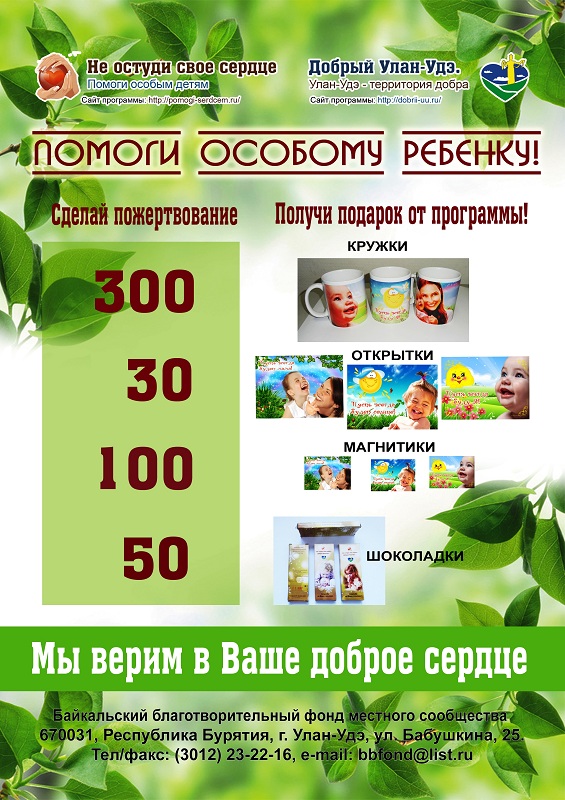 Не остуди свое сердце
Помоги особым детям
Сайт программы: http://pomogi-serdcem.ru/
Добрый Улан-Удэ.
Улан-Удэ - территория добра
Сайт программы: http://dobrii-uu.ru/
ПОМОГИ ОСОБОМУ РЕБЕНКУ!
Сделай пожертвование
Получи подарок от программы!
300
КРУЖКИ
30
ОТКРЫТКИ
100
МАГНИТИКИ
50
ШОКОЛАДКИ
Мы верим в Ваше доброе сердце
Байкальский благотворительный фонд местного сообщества
670031, Республика Бурятия, г. Улан-Удэ, ул. Бабушкина, 25
Тел/факс: (3012) 23-22-16, e-mail: bbfond@list.ru